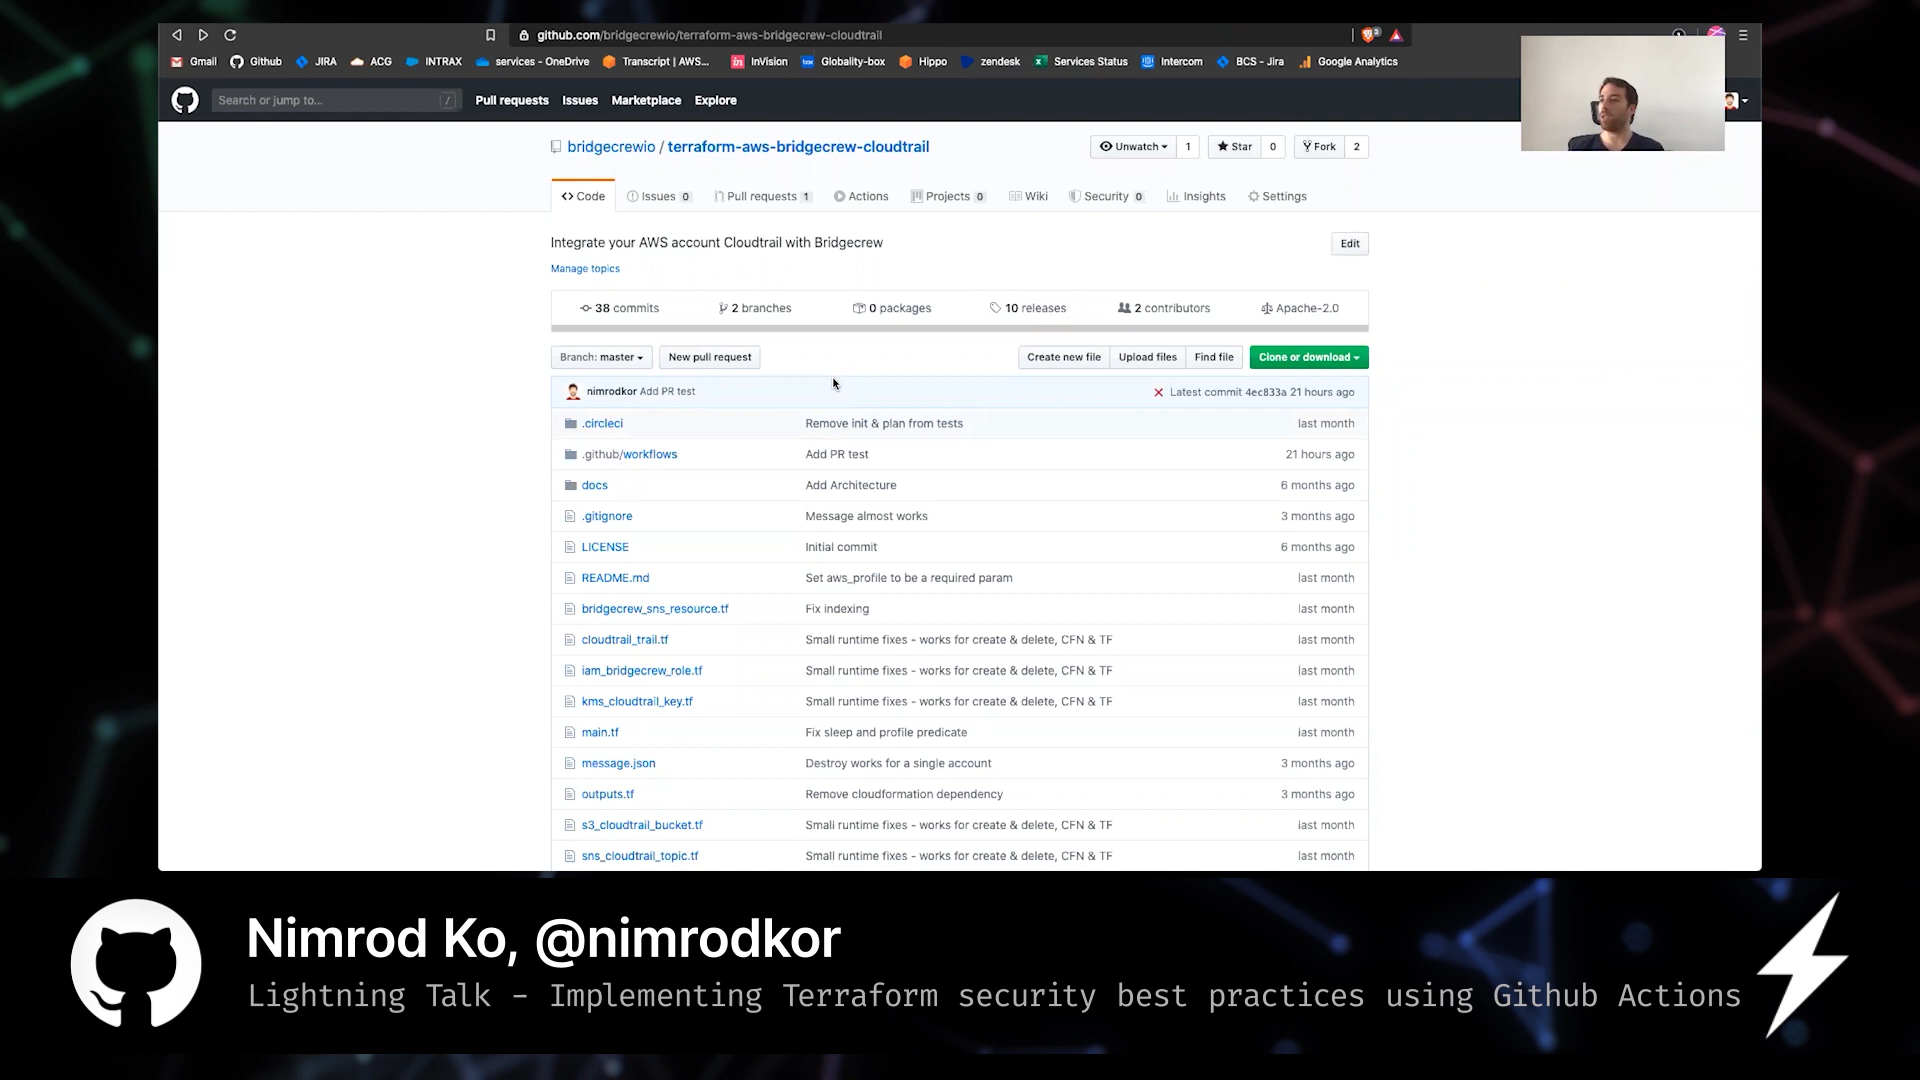 github.com/bridgecrewio/terraform-aws-bridgecrew-cloudtrail
Gmail Github JIRA ACG INTRAX services - OneDrive Transcript | AWS... InVision Globality-box Hippo zendesk Services Status Intercom BCS - Jira Google Analytics
Search or jump to... / Pull requests Issues Marketplace Explore
bridgecrewio / terraform-aws-bridgecrew-cloudtrail Unwatch 1 Star 0 Fork 2
Code Issues 0 Pull requests 1 Actions Projects 0 Wiki Security 0 Insights Settings
Integrate your AWS account Cloudtrail with Bridgecrew Edit
Manage topics
38 commits 2 branches 0 packages 10 releases 2 contributors Apache-2.0
Branch: master New pull request Create new file Upload files Find file Clone or download
nimrodkor Add PR test Latest commit 4ec833a 21 hours ago
.circleci Remove init & plan from tests last month
.github/workflows Add PR test 21 hours ago
docs Add Architecture 6 months ago
.gitignore Message almost works 3 months ago
LICENSE Initial commit 6 months ago
README.md Set aws_profile to be a required param last month
bridgecrew_sns_resource.tf Fix indexing last month
cloudtrail_trail.tf Small runtime fixes - works for create & delete, CFN & TF last month
iam_bridgecrew_role.tf Small runtime fixes - works for create & delete, CFN & TF last month
kms_cloudtrail_key.tf Small runtime fixes - works for create & delete, CFN & TF last month
main.tf Fix sleep and profile predicate last month
message.json Destroy works for a single account 3 months ago
outputs.tf Remove cloudformation dependency 3 months ago
s3_cloudtrail_bucket.tf Small runtime fixes - works for create & delete, CFN & TF last month
sns_cloudtrail_topic.tf Small runtime fixes - works for create & delete, CFN & TF last month
Nimrod Ko, @nimrodkor
Lightning Talk - Implementing Terraform security best practices using Github Actions